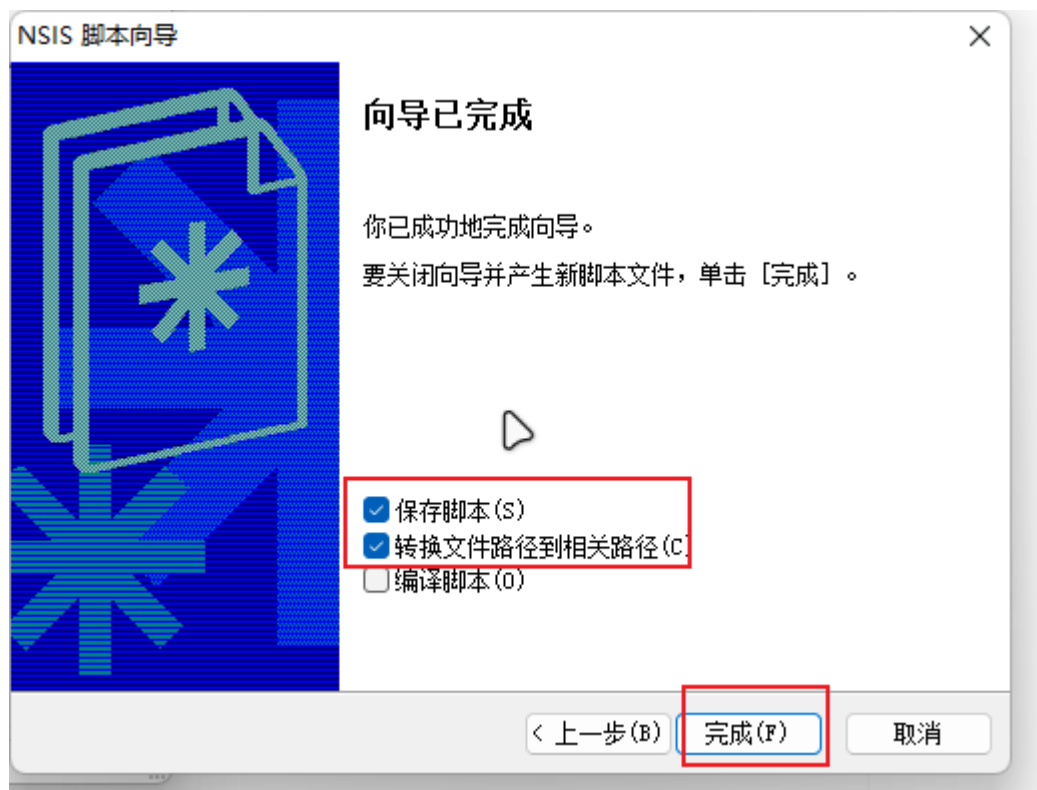 NSIS 脚本向导
向导已完成
你已成功地完成向导。
要关闭向导并产生新脚本文件，单击 [完成] 。
保存脚本(S)
转换文件路径到相关路径(C
编译脚本(O)
< 上一步(B)
完成(F)
取消